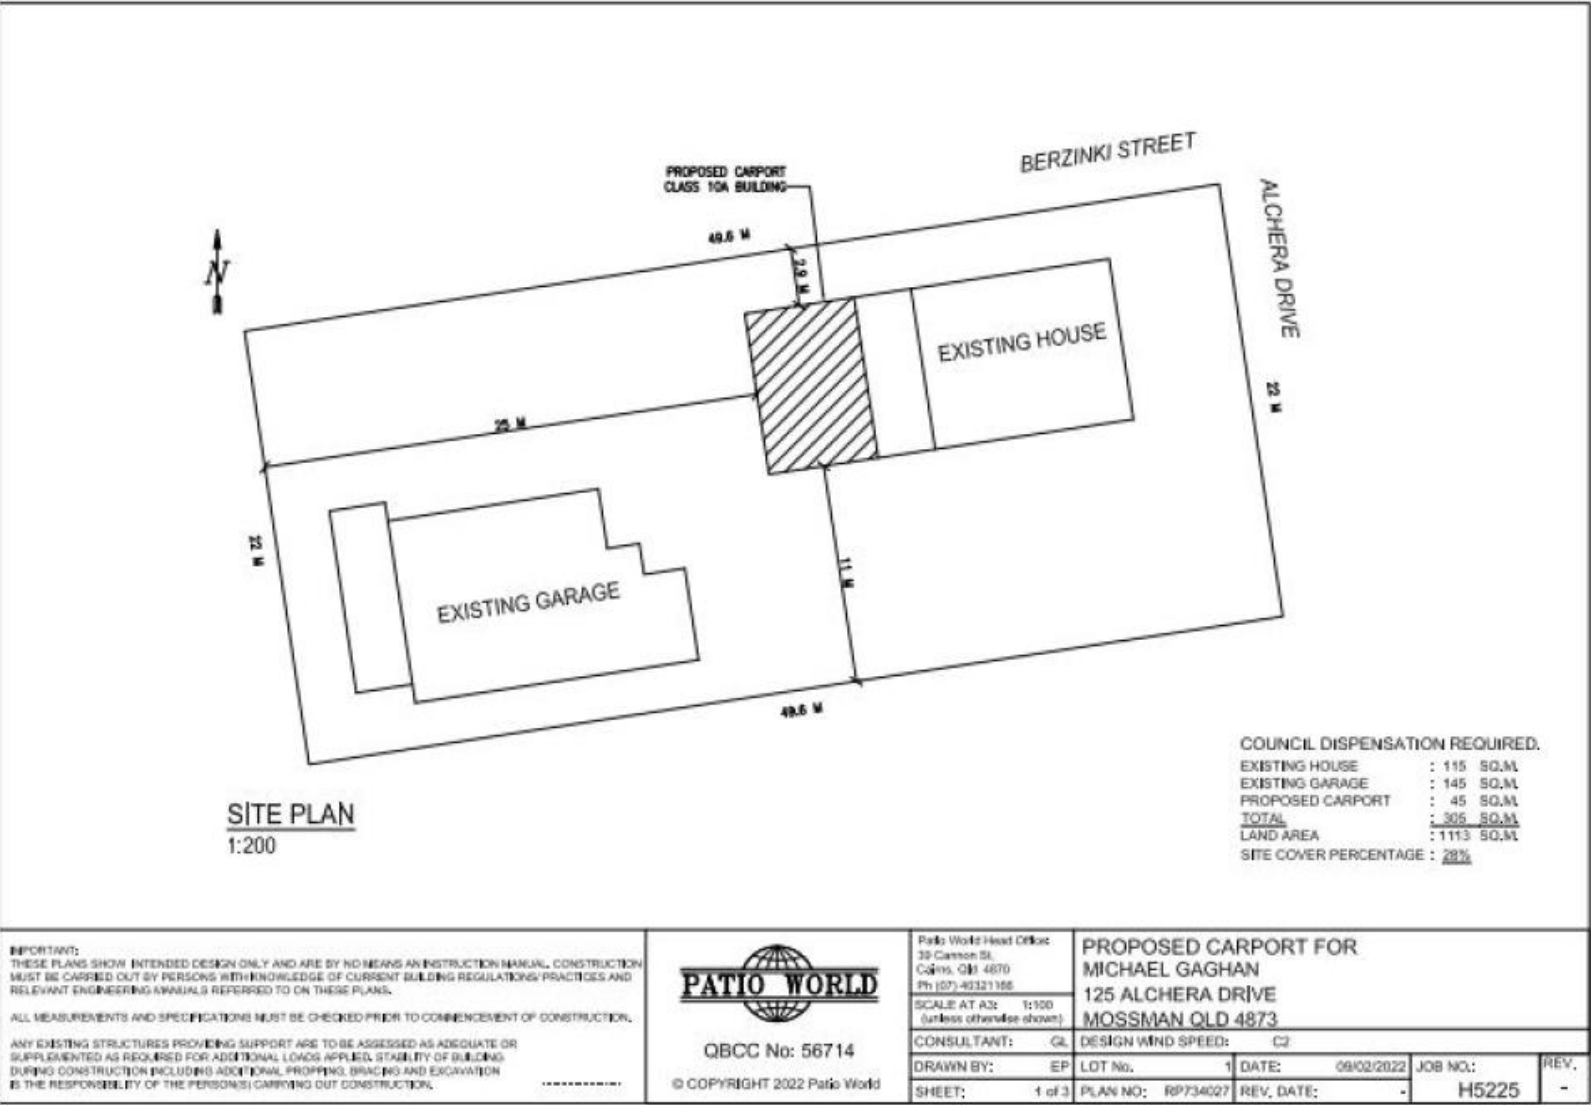 BERZINKI STREET
ALCHERA DRIVE
PROPOSED CARPORT
CLASS 10A BUILDING
49.6 M
2.9 M
N
EXISTING HOUSE
22 M
25 M
22 M
11 M
EXISTING GARAGE
49.6 M
SITE PLAN
1:200
COUNCIL DISPENSATION REQUIRED.
EXISTING HOUSE : 115 SQ.M.
EXISTING GARAGE : 145 SQ.M.
PROPOSED CARPORT : 45 SQ.M.
TOTAL : 305 SQ.M.
LAND AREA : 1113 SQ.M.
SITE COVER PERCENTAGE : 28%
IMPORTANT:
THESE PLANS SHOW INTENDED DESIGN ONLY AND ARE BY NO MEANS AN INSTRUCTION MANUAL. CONSTRUCTION
MUST BE CARRIED OUT BY PERSONS WITH KNOWLEDGE OF CURRENT BUILDING REGULATIONS/PRACTICES AND
RELEVANT ENGINEERING MANUALS REFERRED TO ON THESE PLANS.
ALL MEASUREMENTS AND SPECIFICATIONS MUST BE CHECKED PRIOR TO COMMENCEMENT OF CONSTRUCTION.
ANY EXISTING STRUCTURES PROVIDING SUPPORT ARE TO BE ASSESSED AS ADEQUATE OR
SUPPLEMENTED AS REQUIRED FOR ADDITIONAL LOADS APPLIED. STABILITY OF BUILDING
DURING CONSTRUCTION INCLUDING ADDITIONAL PROPPING, BRACING AND EXCAVATION
IS THE RESPONSIBILITY OF THE PERSON(S) CARRYING OUT CONSTRUCTION.
PATIO WORLD
QBCC No: 56714
© COPYRIGHT 2022 Patio World
Patio World Head Office:
39 Cannon St,
Cairns, Qld 4870
Ph (07) 40321166
SCALE AT A3: 1:100
(unless otherwise shown)
CONSULTANT: GL
DRAWN BY: EP
SHEET: 1 of 3
PROPOSED CARPORT FOR
MICHAEL GAGHAN
125 ALCHERA DRIVE
MOSSMAN QLD 4873
DESIGN WIND SPEED: C2
LOT No. 1
DATE: 09/02/2022
PLAN NO: RP734027
REV. DATE: -
JOB NO.:
H5225
REV.
-